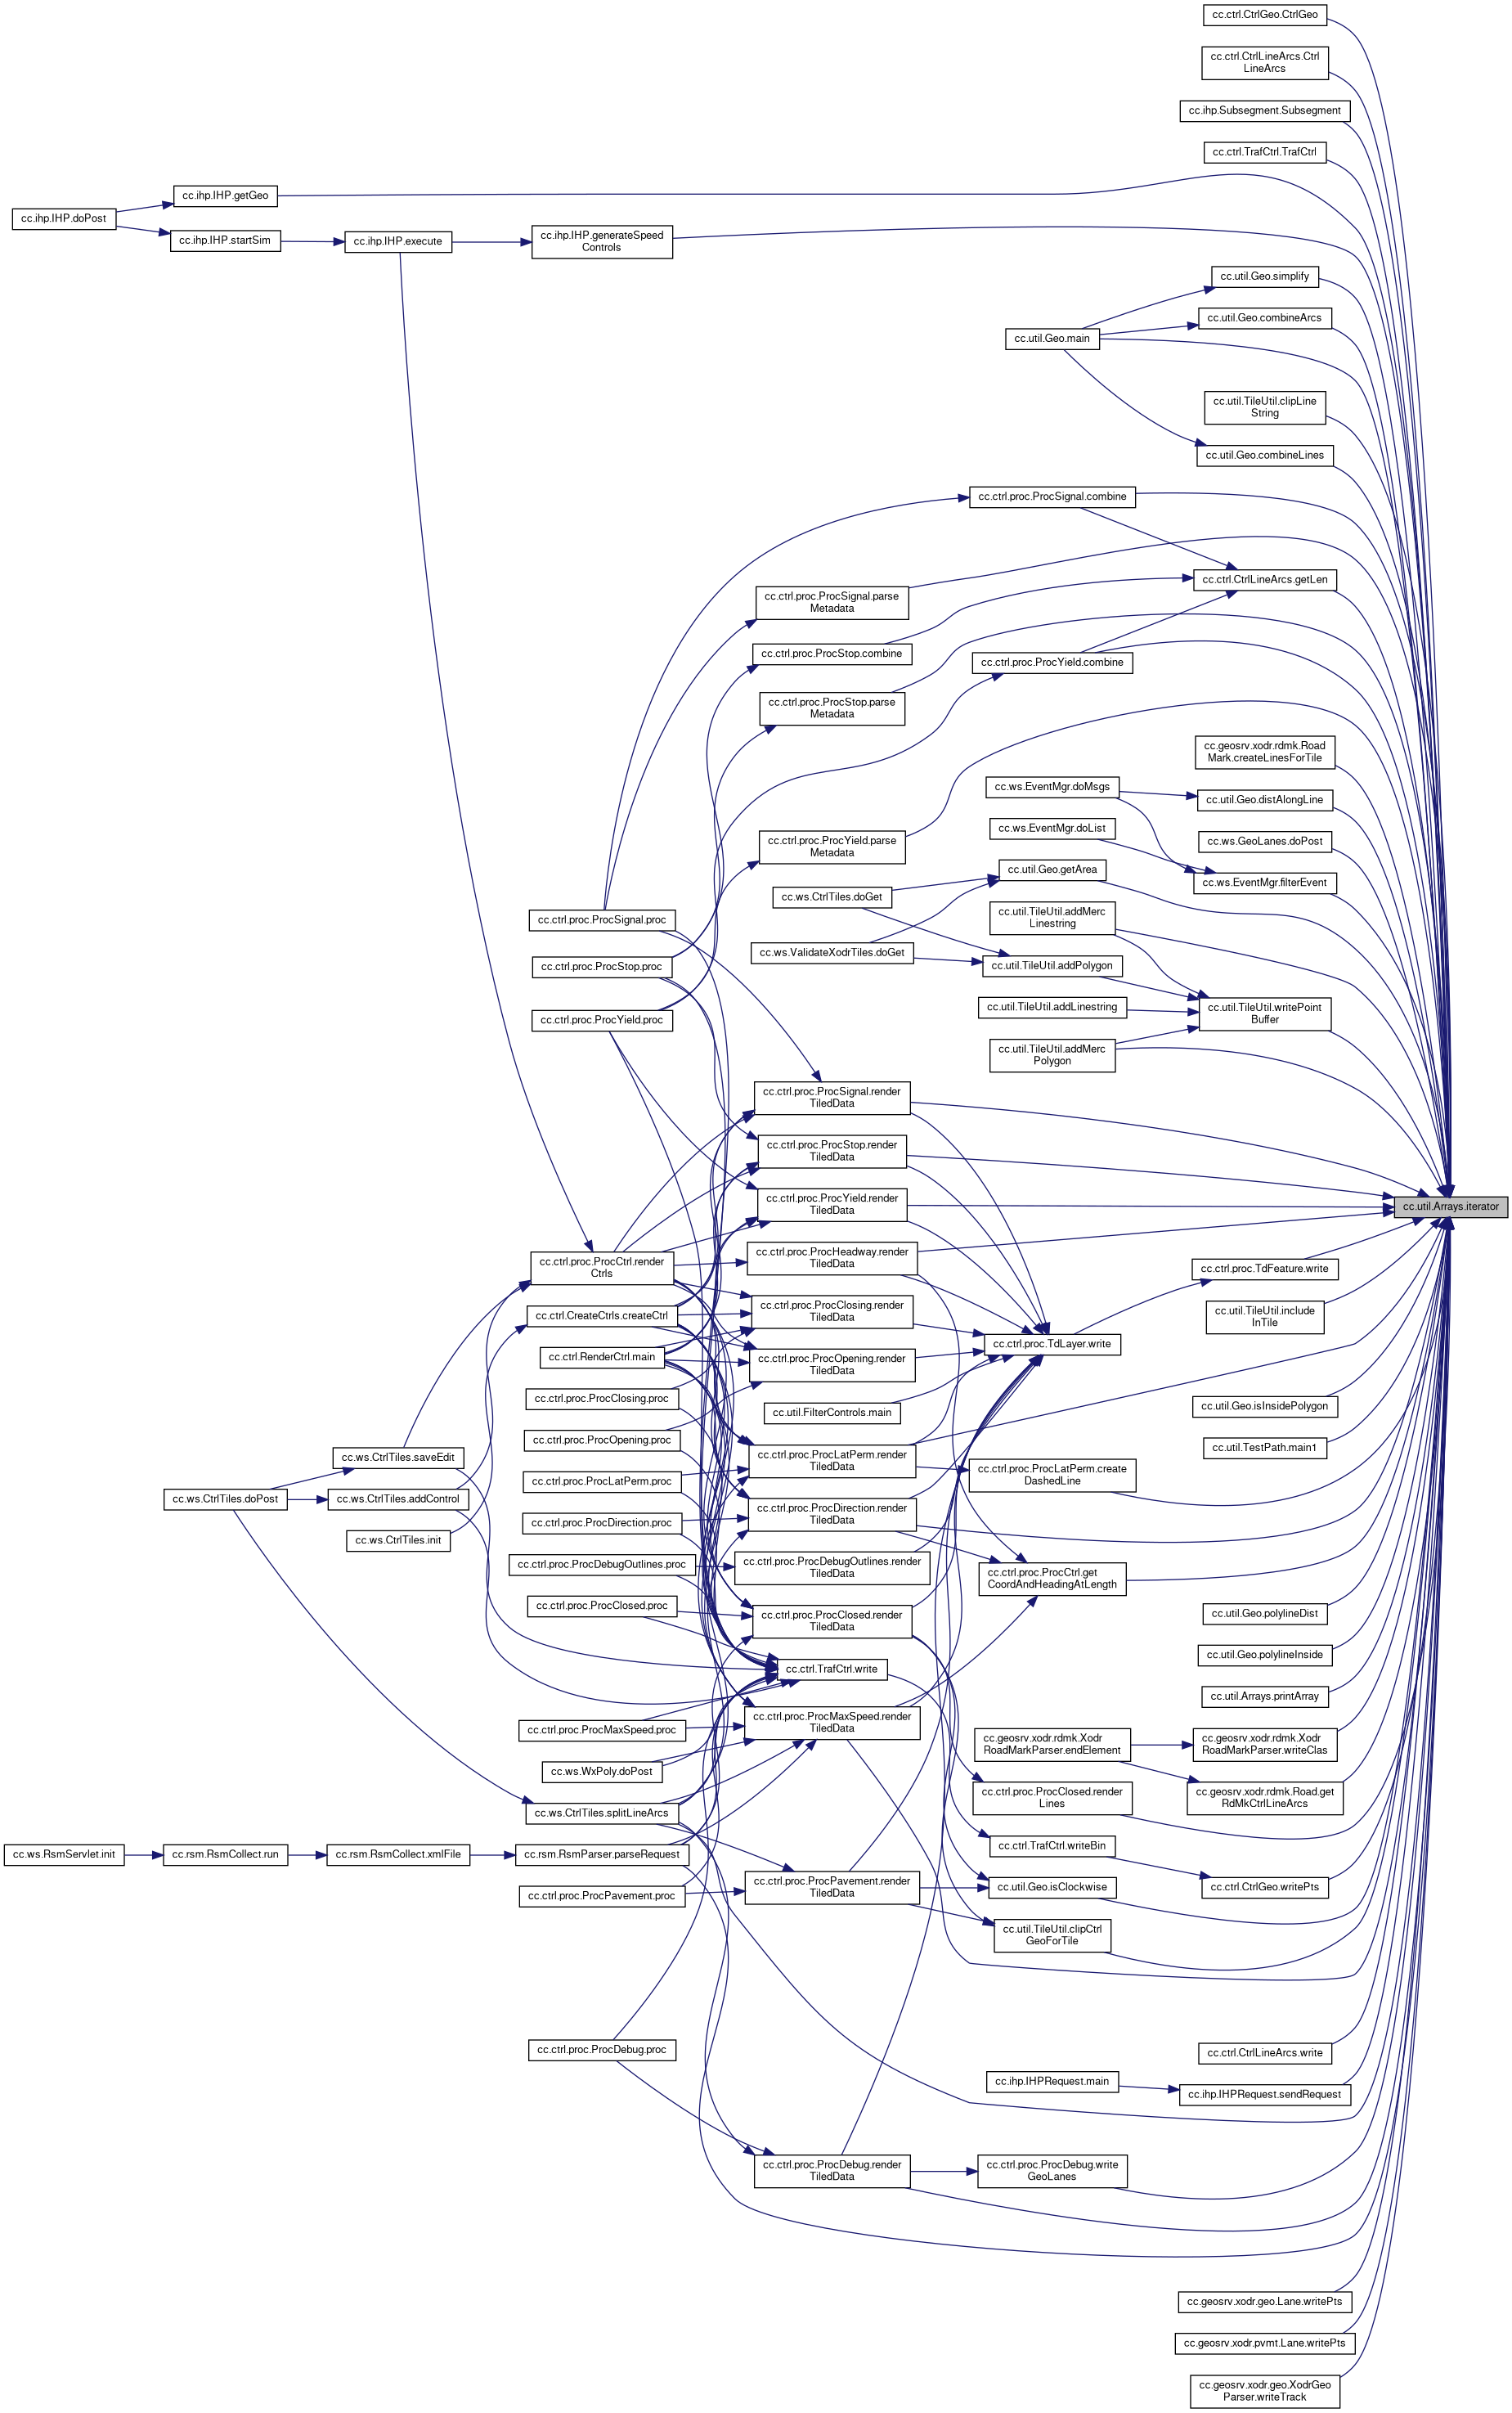 cc.ctrl.CtrlGeo.CtrlGeo
cc.ctrl.CtrlLineArcs.Ctrl
LineArcs
cc.ihp.Subsegment.Subsegment
cc.ctrl.TrafCtrl.TrafCtrl
cc.ihp.IHP.getGeo
cc.ihp.IHP.doPost
cc.ihp.IHP.startSim
cc.ihp.IHP.execute
cc.ihp.IHP.generateSpeed
Controls
cc.util.Geo.simplify
cc.util.Geo.combineArcs
cc.util.Geo.main
cc.util.TileUtil.clipLine
String
cc.util.Geo.combineLines
cc.ctrl.proc.ProcSignal.combine
cc.ctrl.CtrlLineArcs.getLen
cc.ctrl.proc.ProcSignal.parse
Metadata
cc.ctrl.proc.ProcStop.combine
cc.ctrl.proc.ProcYield.combine
cc.ctrl.proc.ProcStop.parse
Metadata
cc.geosrv.xodr.rdmk.Road
Mark.createLinesForTile
cc.ws.EventMgr.doMsgs
cc.util.Geo.distAlongLine
cc.ws.EventMgr.doList
cc.ws.GeoLanes.doPost
cc.ctrl.proc.ProcYield.parse
Metadata
cc.util.Geo.getArea
cc.ws.EventMgr.filterEvent
cc.ws.CtrlTiles.doGet
cc.util.TileUtil.addMerc
Linestring
cc.ctrl.proc.ProcSignal.proc
cc.ws.ValidateXodrTiles.doGet
cc.ctrl.proc.ProcStop.proc
cc.util.TileUtil.addPolygon
cc.util.TileUtil.addLinestring
cc.util.TileUtil.writePoint
Buffer
cc.ctrl.proc.ProcYield.proc
cc.util.TileUtil.addMerc
Polygon
cc.ctrl.proc.ProcSignal.render
TiledData
cc.ctrl.proc.ProcStop.render
TiledData
cc.ctrl.proc.ProcYield.render
TiledData
cc.util.Arrays.iterator
cc.ctrl.proc.ProcCtrl.render
Ctrls
cc.ctrl.proc.ProcHeadway.render
TiledData
cc.ctrl.proc.TdFeature.write
cc.ctrl.CreateCtrls.createCtrl
cc.ctrl.proc.ProcClosing.render
TiledData
cc.util.TileUtil.include
InTile
cc.ctrl.RenderCtrl.main
cc.ctrl.proc.ProcOpening.render
TiledData
cc.ctrl.proc.TdLayer.write
cc.ctrl.proc.ProcClosing.proc
cc.util.FilterControls.main
cc.util.Geo.isInsidePolygon
cc.ctrl.proc.ProcOpening.proc
cc.util.TestPath.main1
cc.ws.CtrlTiles.saveEdit
cc.ctrl.proc.ProcLatPerm.render
TiledData
cc.ctrl.proc.ProcLatPerm.create
DashedLine
cc.ctrl.proc.ProcLatPerm.proc
cc.ws.CtrlTiles.doPost
cc.ws.CtrlTiles.addControl
cc.ctrl.proc.ProcDirection.proc
cc.ctrl.proc.ProcDirection.render
TiledData
cc.ws.CtrlTiles.init
cc.ctrl.proc.ProcDebugOutlines.proc
cc.ctrl.proc.ProcDebugOutlines.render
TiledData
cc.ctrl.proc.ProcCtrl.get
CoordAndHeadingAtLength
cc.ctrl.proc.ProcClosed.proc
cc.ctrl.proc.ProcClosed.render
TiledData
cc.util.Geo.polylineDist
cc.util.Geo.polylineInside
cc.ctrl.TrafCtrl.write
cc.util.Arrays.printArray
cc.ctrl.proc.ProcMaxSpeed.proc
cc.ctrl.proc.ProcMaxSpeed.render
TiledData
cc.geosrv.xodr.rdmk.Xodr
RoadMarkParser.endElement
cc.geosrv.xodr.rdmk.Xodr
RoadMarkParser.writeClas
cc.ws.WxPoly.doPost
cc.ctrl.proc.ProcClosed.render
Lines
cc.geosrv.xodr.rdmk.Road.get
RdMkCtrlLineArcs
cc.ws.CtrlTiles.splitLineArcs
cc.ctrl.TrafCtrl.writeBin
cc.ws.RsmServlet.init
cc.rsm.RsmCollect.run
cc.rsm.RsmCollect.xmlFile
cc.rsm.RsmParser.parseRequest
cc.ctrl.proc.ProcPavement.proc
cc.ctrl.proc.ProcPavement.render
TiledData
cc.util.Geo.isClockwise
cc.ctrl.CtrlGeo.writePts
cc.util.TileUtil.clipCtrl
GeoForTile
cc.ctrl.proc.ProcDebug.proc
cc.ctrl.CtrlLineArcs.write
cc.ihp.IHPRequest.main
cc.ihp.IHPRequest.sendRequest
cc.ctrl.proc.ProcDebug.render
TiledData
cc.ctrl.proc.ProcDebug.write
GeoLanes
cc.geosrv.xodr.geo.Lane.writePts
cc.geosrv.xodr.pvmt.Lane.writePts
cc.geosrv.xodr.geo.XodrGeo
Parser.writeTrack